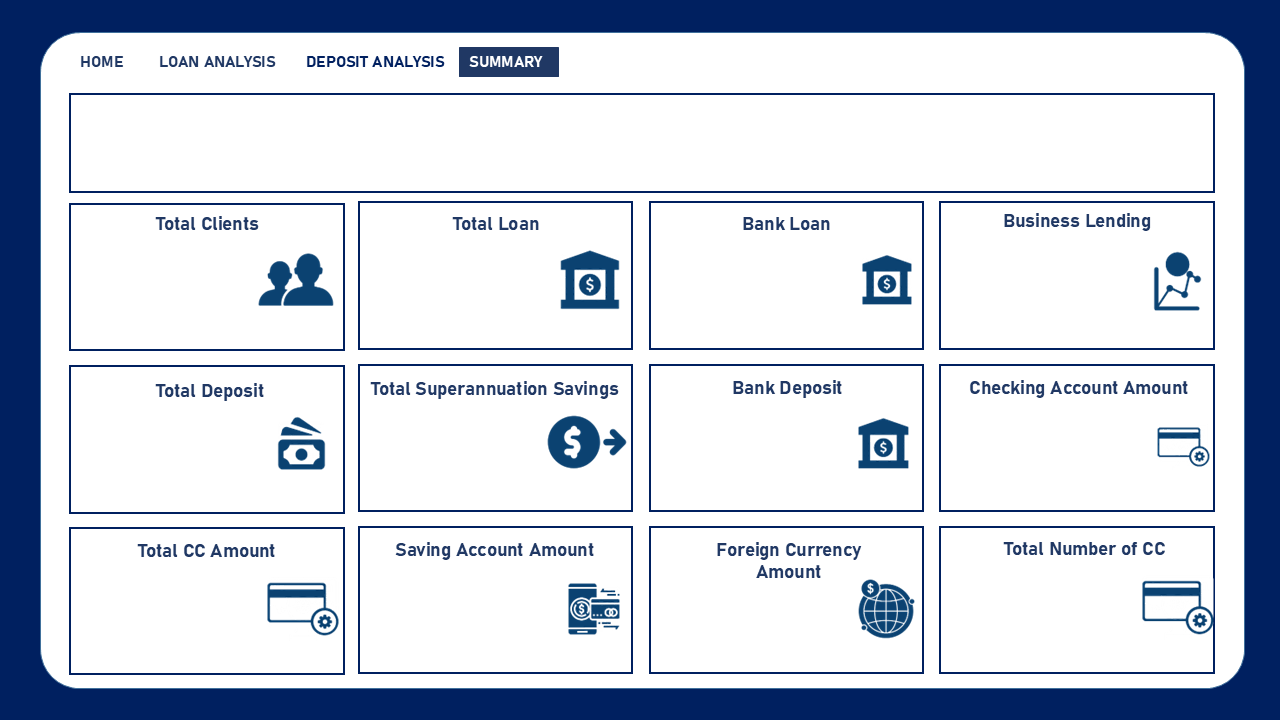 HOME LOAN ANALYSIS DEPOSIT ANALYSIS SUMMARY
Total Clients
Total Loan
Bank Loan
Business Lending
Total Deposit
Total Superannuation Savings
Bank Deposit
Checking Account Amount
Total CC Amount
Saving Account Amount
Foreign Currency
Amount
Total Number of CC